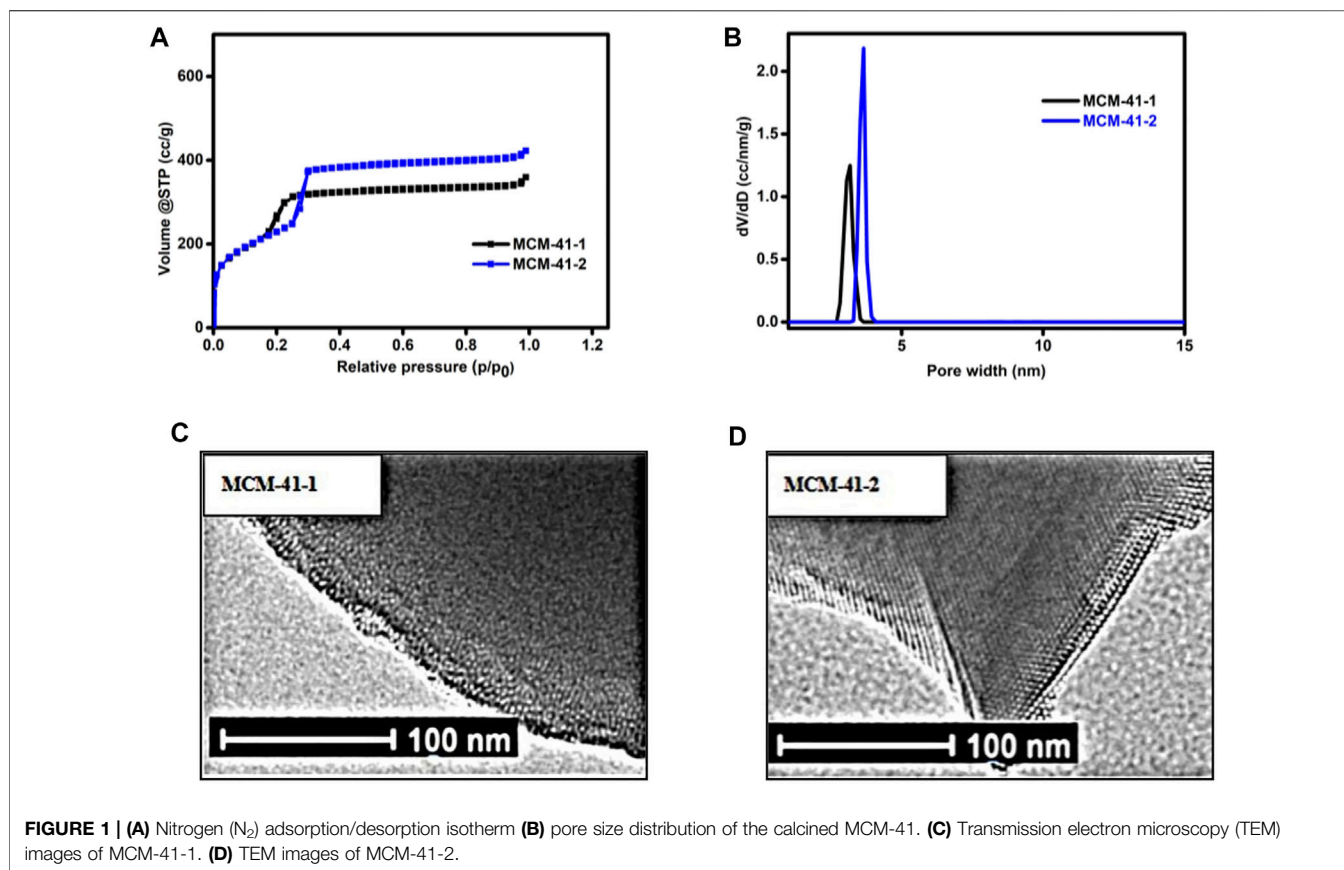 A
600
400
200
0
0.0 0.2 0.4 0.6 0.8 1.0 1.2
Volume @STP (cc/g)
Relative pressure (p/p0)
MCM-41-1
MCM-41-2
B
2.0
1.5
1.0
0.5
0.0
5 10 15
dV/dD (cc/nm/g)
Pore width (nm)
MCM-41-1
MCM-41-2
C
MCM-41-1
100 nm
D
MCM-41-2
100 nm
FIGURE 1 | (A) Nitrogen (N₂) adsorption/desorption isotherm (B) pore size distribution of the calcined MCM-41. (C) Transmission electron microscopy (TEM)
images of MCM-41-1. (D) TEM images of MCM-41-2.